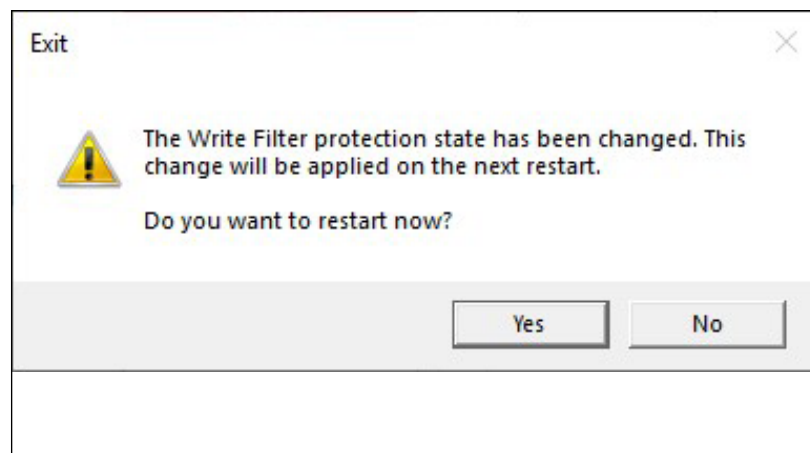 Exit
The Write Filter protection state has been changed. This
change will be applied on the next restart.
Do you want to restart now?
Yes
No